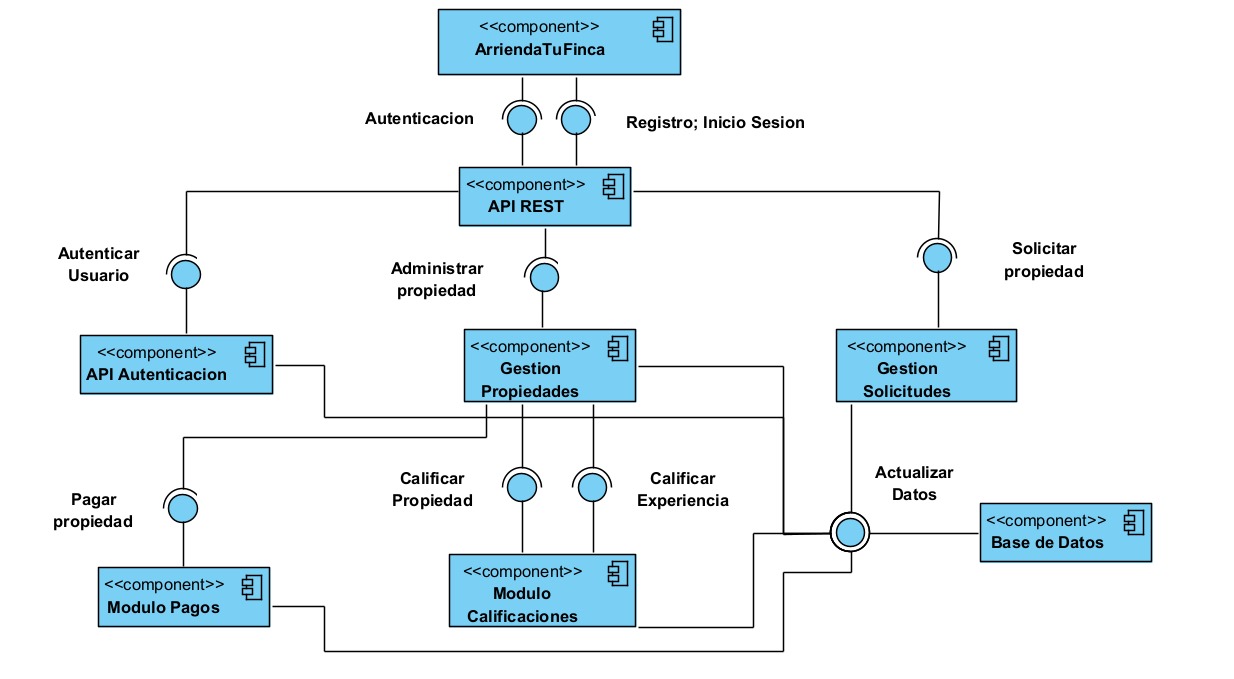 <<component>>
ArriendaTuFinca
Autenticacion
Registro; Inicio Sesion
<<component>>
API REST
Autenticar
Usuario
Administrar
propiedad
Solicitar
propiedad
<<component>>
API Autenticacion
<<component>>
Gestion
Propiedades
<<component>>
Gestion
Solicitudes
Pagar
propiedad
Calificar
Propiedad
Calificar
Experiencia
Actualizar
Datos
<<component>>
Base de Datos
<<component>>
Modulo Pagos
<<component>>
Modulo
Calificaciones